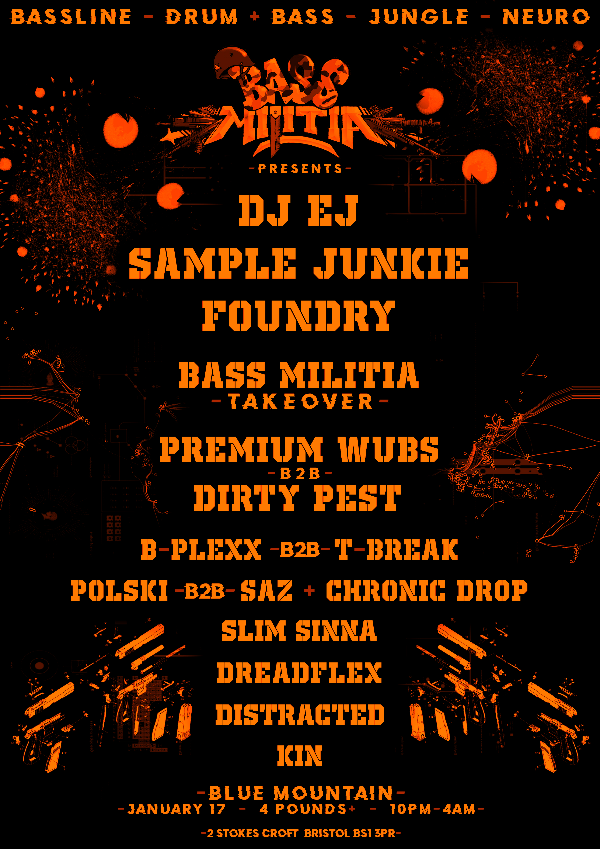 BASSLINE - DRUM + BASS - JUNGLE - NEURO
BASS
MILITIA
-PRESENTS-
DJ EJ
SAMPLE JUNKIE
FOUNDRY
BASS MILITIA
-TAKEOVER-
PREMIUM WUBS
-B2B-
DIRTY PEST
B-PLEXX -B2B- T-BREAK
POLSKI -B2B- SAZ + CHRONIC DROP
SLIM SINNA
DREADFLEX
DISTRACTED
KIN
-BLUE MOUNTAIN-
-JANUARY 17 - 4 POUNDS+ - 10PM-4AM-
-2 STOKES CROFT BRISTOL BS1 3PR-